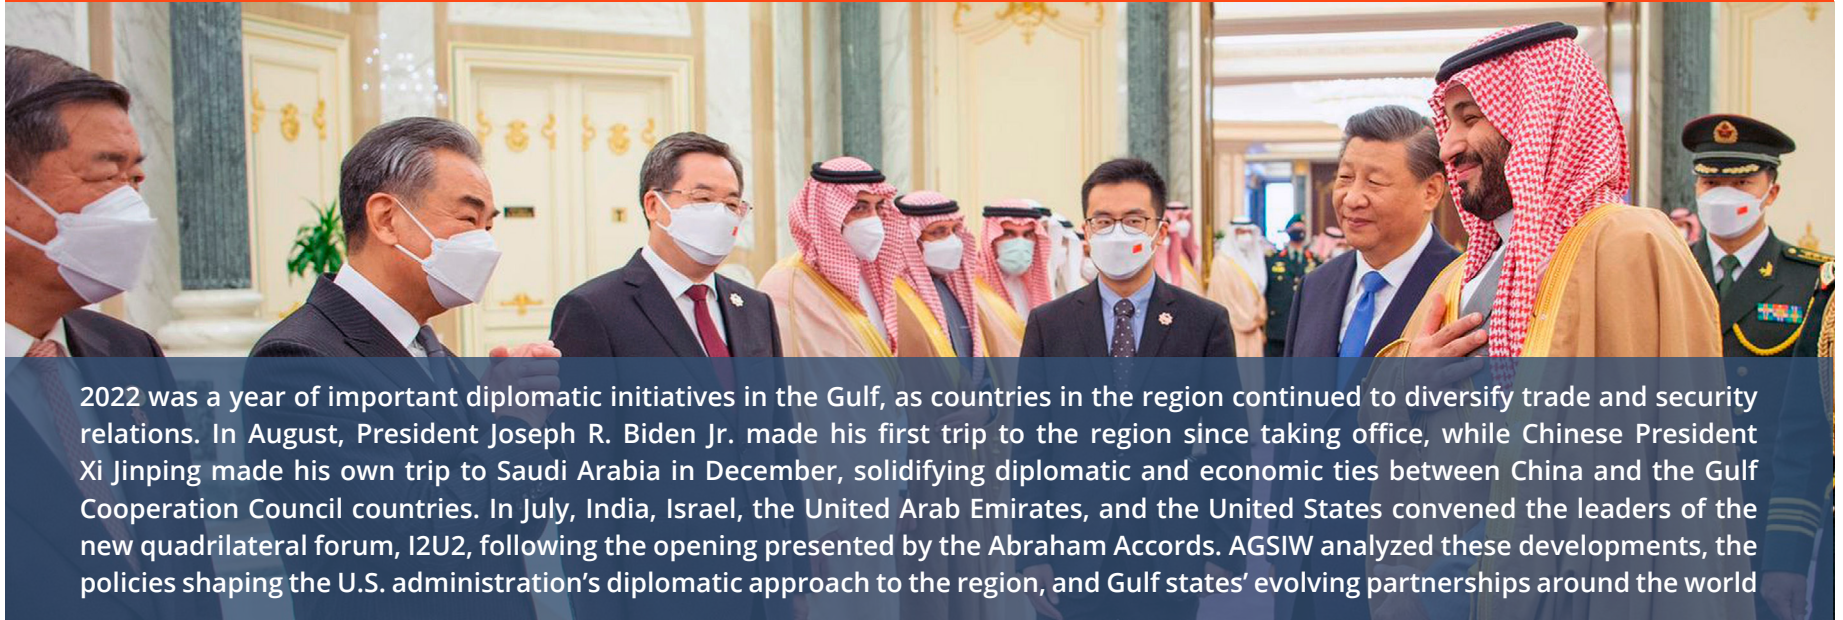 2022 was a year of important diplomatic initiatives in the Gulf, as countries in the region continued to diversify trade and security
relations. In August, President Joseph R. Biden Jr. made his first trip to the region since taking office, while Chinese President
Xi Jinping made his own trip to Saudi Arabia in December, solidifying diplomatic and economic ties between China and the Gulf
Cooperation Council countries. In July, India, Israel, the United Arab Emirates, and the United States convened the leaders of the
new quadrilateral forum, I2U2, following the opening presented by the Abraham Accords. AGSIW analyzed these developments, the
policies shaping the U.S. administration’s diplomatic approach to the region, and Gulf states’ evolving partnerships around the world